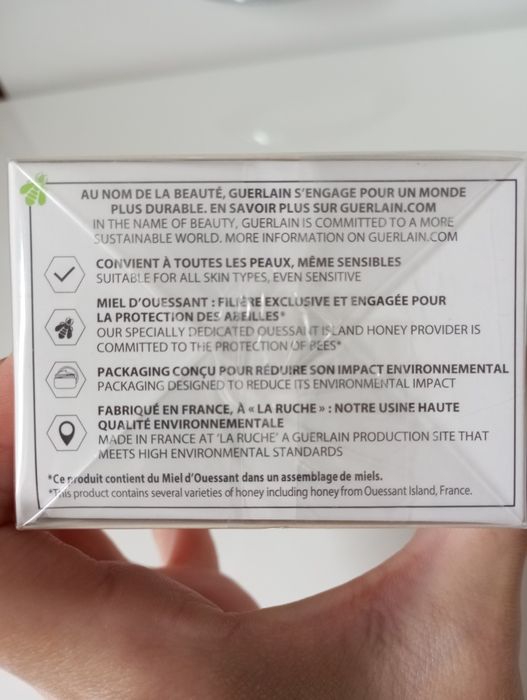 AU NOM DE LA BEAUTÉ, GUERLAIN S'ENGAGE POUR UN MONDE
PLUS DURABLE. EN SAVOIR PLUS SUR GUERLAIN.COM
IN THE NAME OF BEAUTY, GUERLAIN IS COMMITTED TO A MORE
SUSTAINABLE WORLD. MORE INFORMATION ON GUERLAIN.COM
CONVIENT À TOUTES LES PEAUX, MÊME SENSIBLES
SUITABLE FOR ALL SKIN TYPES, EVEN SENSITIVE
MIEL D'OUESSANT : FILIÈRE EXCLUSIVE ET ENGAGÉE POUR
LA PROTECTION DES ABEILLES*
OUR SPECIALLY DEDICATED OUESSANT ISLAND HONEY PROVIDER IS
COMMITTED TO THE PROTECTION OF BEES*
PACKAGING CONÇU POUR RÉDUIRE SON IMPACT ENVIRONNEMENTAL
PACKAGING DESIGNED TO REDUCE ITS ENVIRONMENTAL IMPACT
FABRIQUÉ EN FRANCE, À « LA RUCHE » : NOTRE USINE HAUTE
QUALITÉ ENVIRONNEMENTALE
MADE IN FRANCE AT 'LA RUCHE' A GUERLAIN PRODUCTION SITE THAT
MEETS HIGH ENVIRONMENTAL STANDARDS
*Ce produit contient du Miel d'Ouessant dans un assemblage de miels.
*This product contains several varieties of honey including honey from Ouessant Island, France.